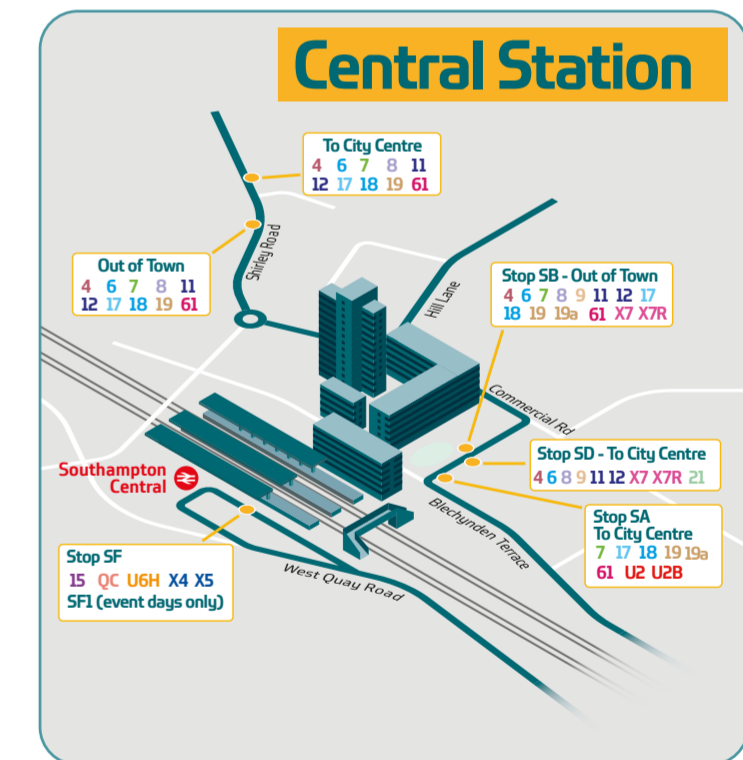 Central Station
To City Centre
4 6 7 8 11
12 17 18 19 61
Shirley Road
Out of Town
4 6 7 8 11
12 17 18 19 61
Hill Lane
Stop SB - Out of Town
4 6 7 8 9 11 12 17
18 19 19a 61 X7 X7R
Commercial Rd
Stop SD - To City Centre
4 6 8 9 11 12 X7 X7R 21
Southampton
Central
Blechynden Terrace
Stop SA
To City Centre
7 17 18 19 19a
61 U2 U2B
Stop SF
15 QC U6H X4 X5
SF1 (event days only)
West Quay Road